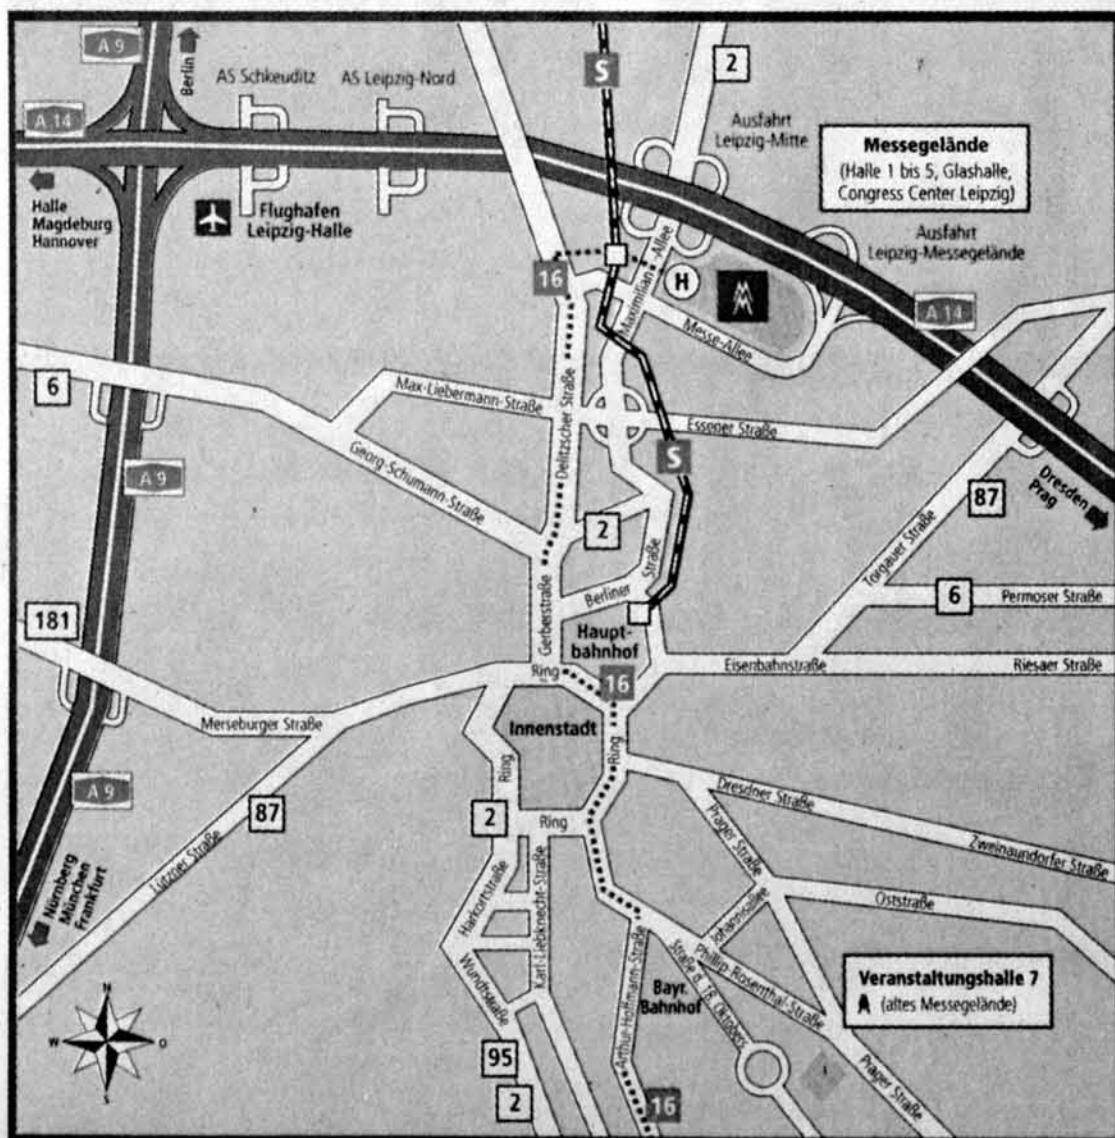 A 9
Berlin
AS Schkeuditz
AS Leipzig-Nord
S
2
A 14
Ausfahrt
Leipzig-Mitte
Messegelände
(Halle 1 bis 5, Glashalle,
Congress Center Leipzig)
Halle
Magdeburg
Hannover
Flughafen
Leipzig-Halle
Ausfahrt
Leipzig-Messegelände
16
Maximilian-Allee
H
M
Messe-Allee
A 14
6
Max-Liebermann-Straße
Delitzscher Straße
Essener Straße
Georg-Schumann-Straße
S
A 9
Dresden
Prag
87
2
Torgauer Straße
Berliner Straße
Gerberstraße
6
Permoser Straße
181
Haupt-
bahnhof
Ring
16
Eisenbahnstraße
Riesaer Straße
Merseburger Straße
Innenstadt
Ring
Ring
A 9
87
2
Ring
Dresdner Straße
Prager Straße
Zweinaundorfer Straße
Lützner Straße
Nürnberg
München
Frankfurt
Harkortstraße
Karl-Liebknecht-Straße
Johannisallee
Oststraße
Wundtstraße
Arthur-Hoffmann-Straße
Straße d. 18. Oktobers
Phillip-Rosenthal-Straße
Bayr.
Bahnhof
Veranstaltungshalle 7
(altes Messegelände)
N
W
O
S
95
2
16
Prager Straße